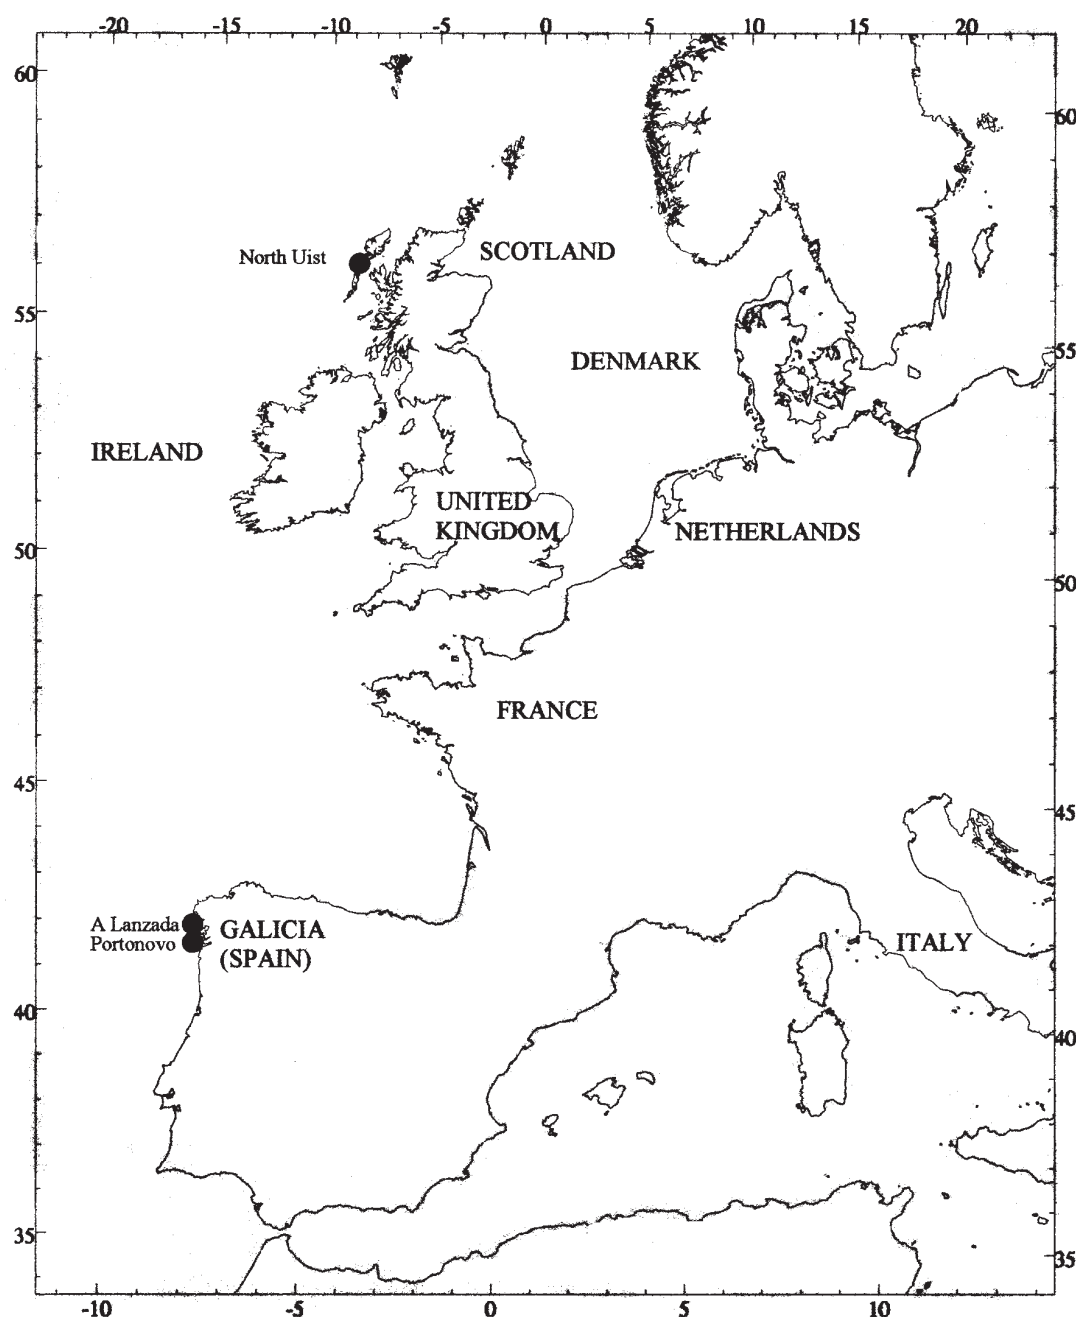 -20 -15 -10 -5 0 5 10 15 20
60
60
North Uist
SCOTLAND
55
DENMARK
55
IRELAND
UNITED
KINGDOM
NETHERLANDS
50
50
FRANCE
45
45
A Lanzada
Portonovo
GALICIA
(SPAIN)
ITALY
40
40
35
35
-10 -5 0 5 10